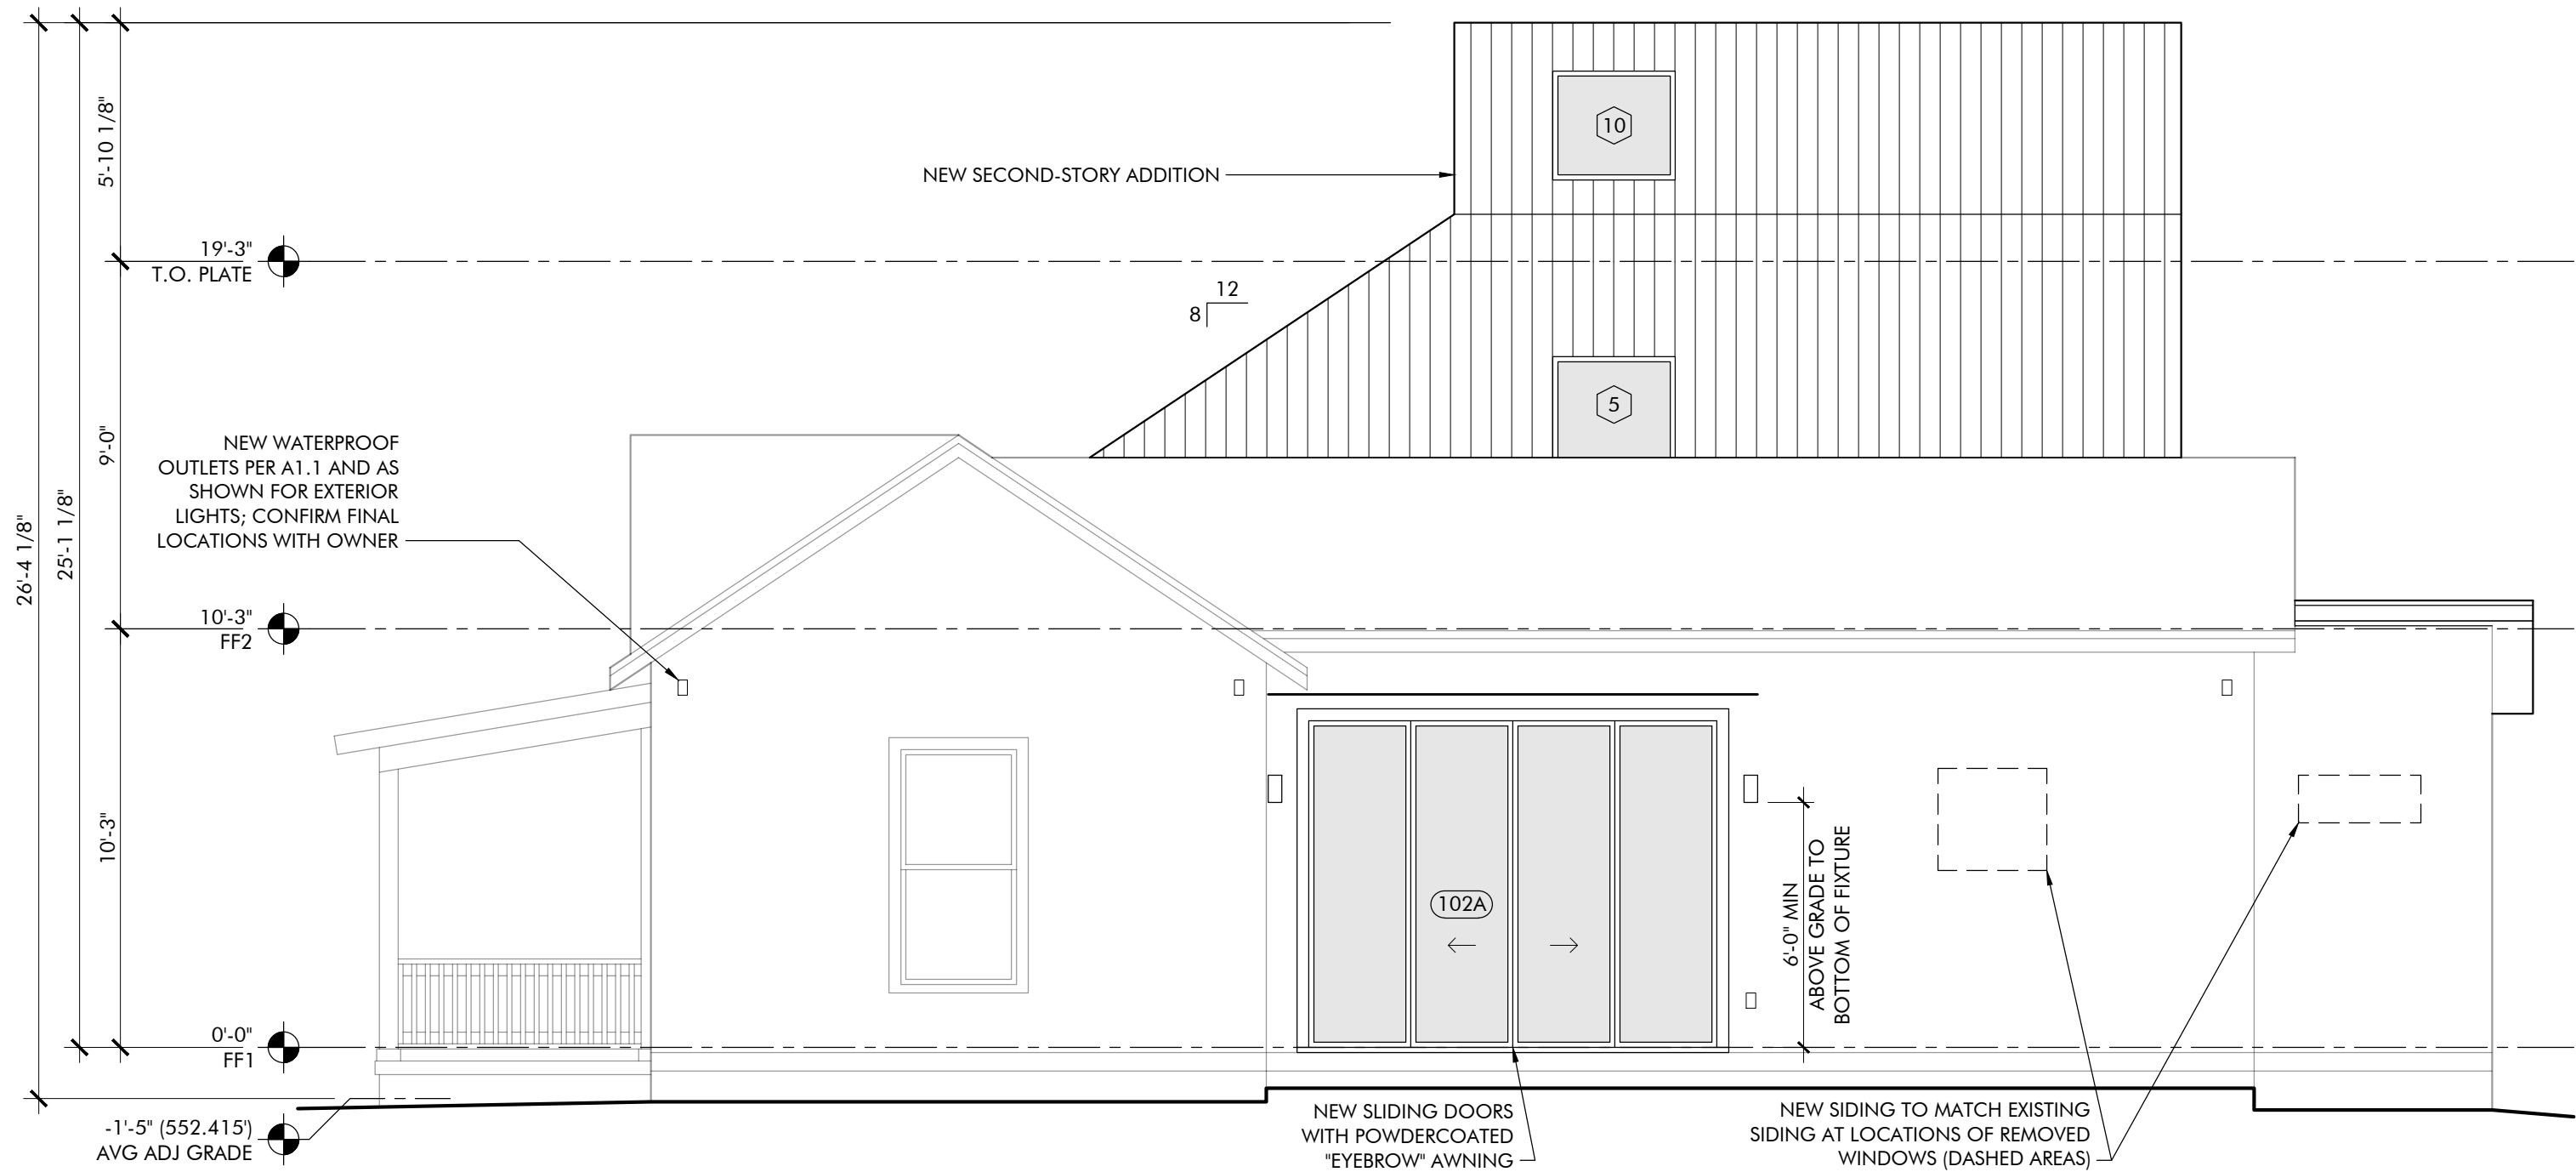 5'-10 1/8"
10
NEW SECOND-STORY ADDITION
19'-3"
T.O. PLATE
12
8
9'-0"
5
NEW WATERPROOF
OUTLETS PER A1.1 AND AS
SHOWN FOR EXTERIOR
LIGHTS; CONFIRM FINAL
LOCATIONS WITH OWNER
26'-4 1/8"
25'-1 1/8"
10'-3"
FF2
10'-3"
102A
6'-0" MIN
ABOVE GRADE TO
BOTTOM OF FIXTURE
0'-0"
FF1
-1'-5" (552.415')
AVG ADJ GRADE
NEW SLIDING DOORS
WITH POWDERCOATED
"EYEBROW" AWNING
NEW SIDING TO MATCH EXISTING
SIDING AT LOCATIONS OF REMOVED
WINDOWS (DASHED AREAS)